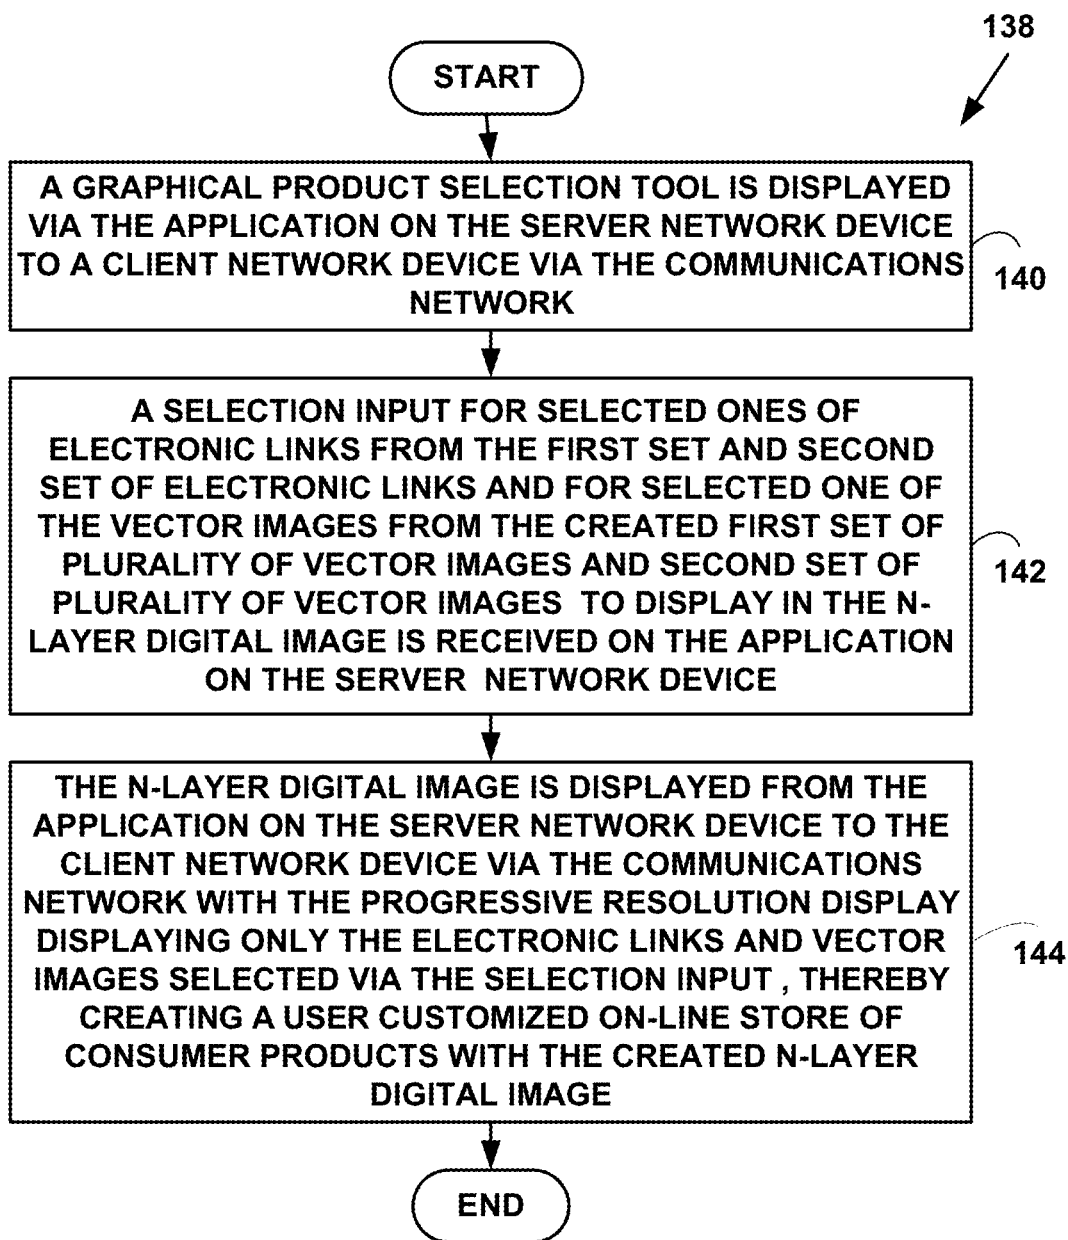 138
START
A GRAPHICAL PRODUCT SELECTION TOOL IS DISPLAYED
VIA THE APPLICATION ON THE SERVER NETWORK DEVICE
TO A CLIENT NETWORK DEVICE VIA THE COMMUNICATIONS
NETWORK
140
A SELECTION INPUT FOR SELECTED ONES OF
ELECTRONIC LINKS FROM THE FIRST SET AND SECOND
SET OF ELECTRONIC LINKS AND FOR SELECTED ONE OF
THE VECTOR IMAGES FROM THE CREATED FIRST SET OF
PLURALITY OF VECTOR IMAGES AND SECOND SET OF
PLURALITY OF VECTOR IMAGES TO DISPLAY IN THE N-
LAYER DIGITAL IMAGE IS RECEIVED ON THE APPLICATION
ON THE SERVER NETWORK DEVICE
142
THE N-LAYER DIGITAL IMAGE IS DISPLAYED FROM THE
APPLICATION ON THE SERVER NETWORK DEVICE TO THE
CLIENT NETWORK DEVICE VIA THE COMMUNICATIONS
NETWORK WITH THE PROGRESSIVE RESOLUTION DISPLAY
DISPLAYING ONLY THE ELECTRONIC LINKS AND VECTOR
IMAGES SELECTED VIA THE SELECTION INPUT , THEREBY
CREATING A USER CUSTOMIZED ON-LINE STORE OF
CONSUMER PRODUCTS WITH THE CREATED N-LAYER
DIGITAL IMAGE
144
END